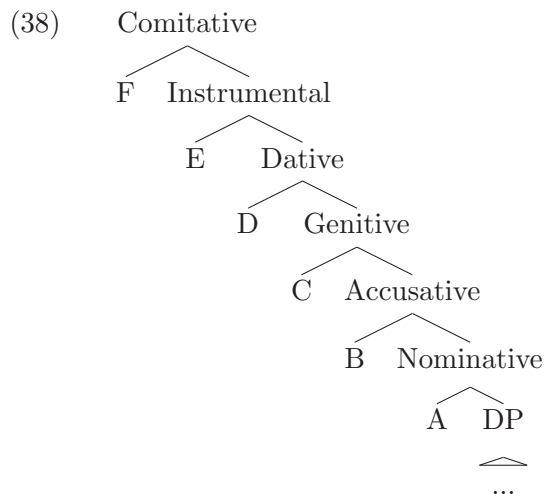 (38) Comitative
F Instrumental
E Dative
D Genitive
C Accusative
B Nominative
A DP
...